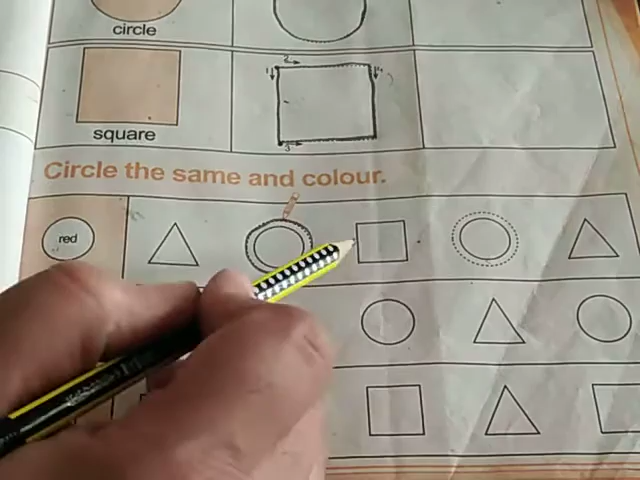 circle
square
Circle the same and colour.
red